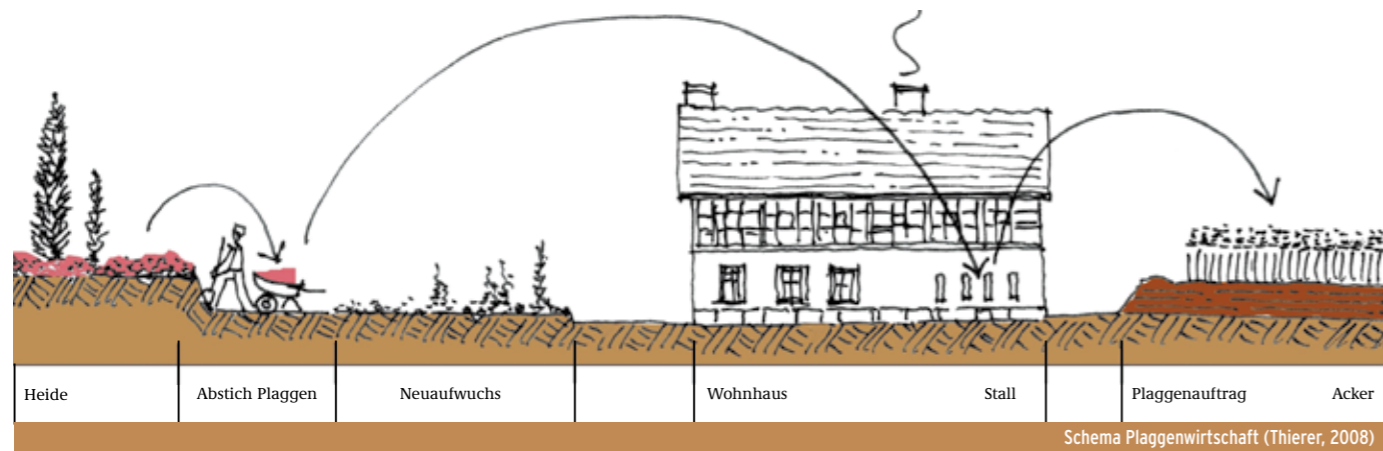 Heide
Abstich Plaggen
Neuaufwuchs
Wohnhaus
Stall
Plaggenauftrag
Acker
Schema Plaggenwirtschaft (Thierer, 2008)